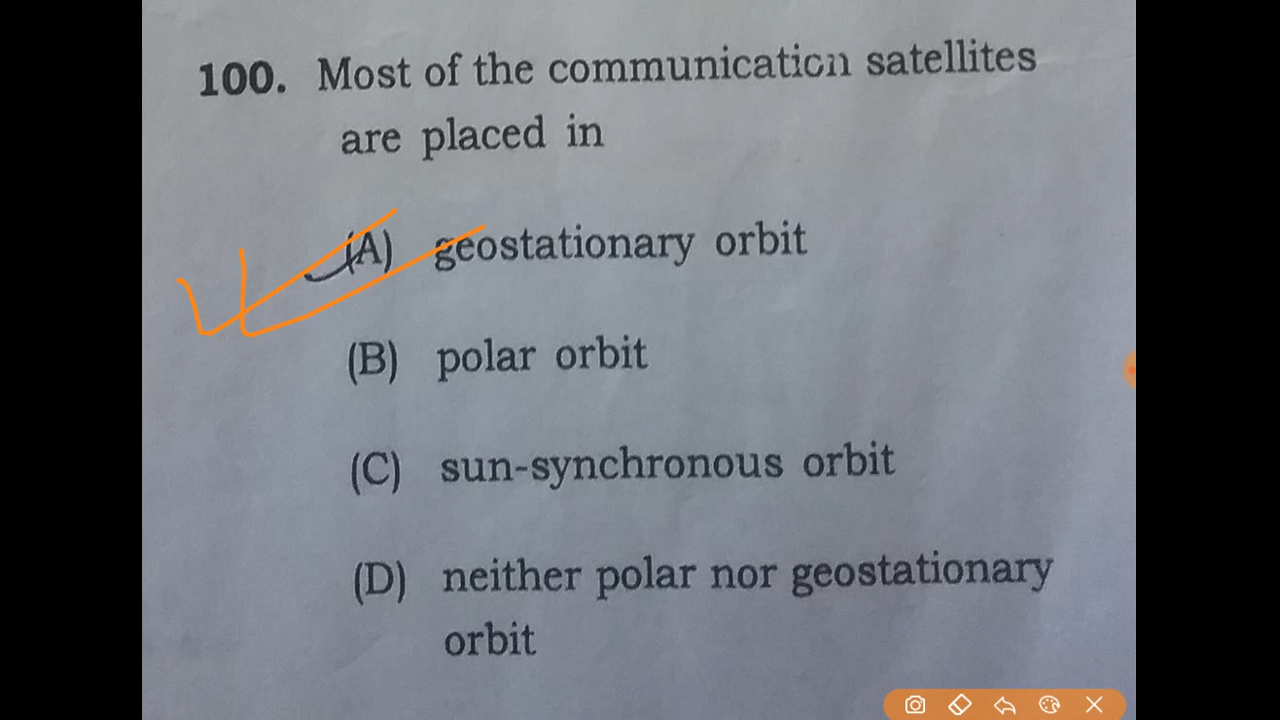 100. Most of the communication satellites
are placed in
(A) geostationary orbit
(B) polar orbit
(C) sun-synchronous orbit
(D) neither polar nor geostationary
orbit